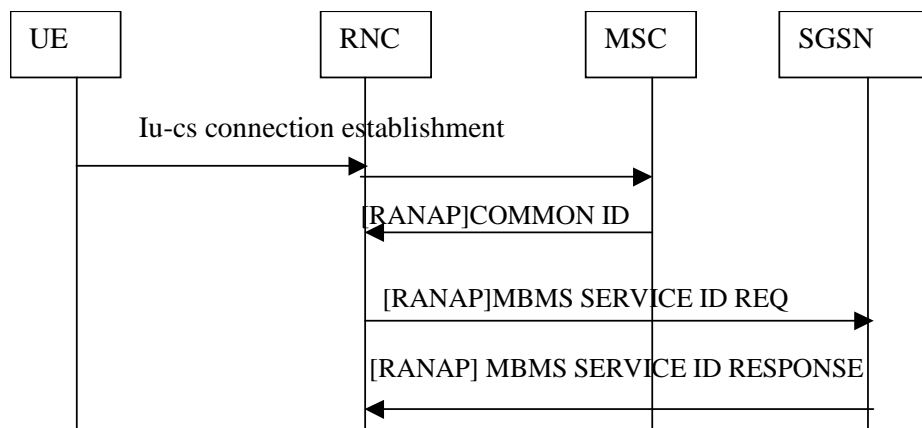 UE RNC MSC SGSN
Iu-cs connection establishment
[RANAP]COMMON ID
[RANAP]MBMS SERVICE ID REQ
[RANAP] MBMS SERVICE ID RESPONSE